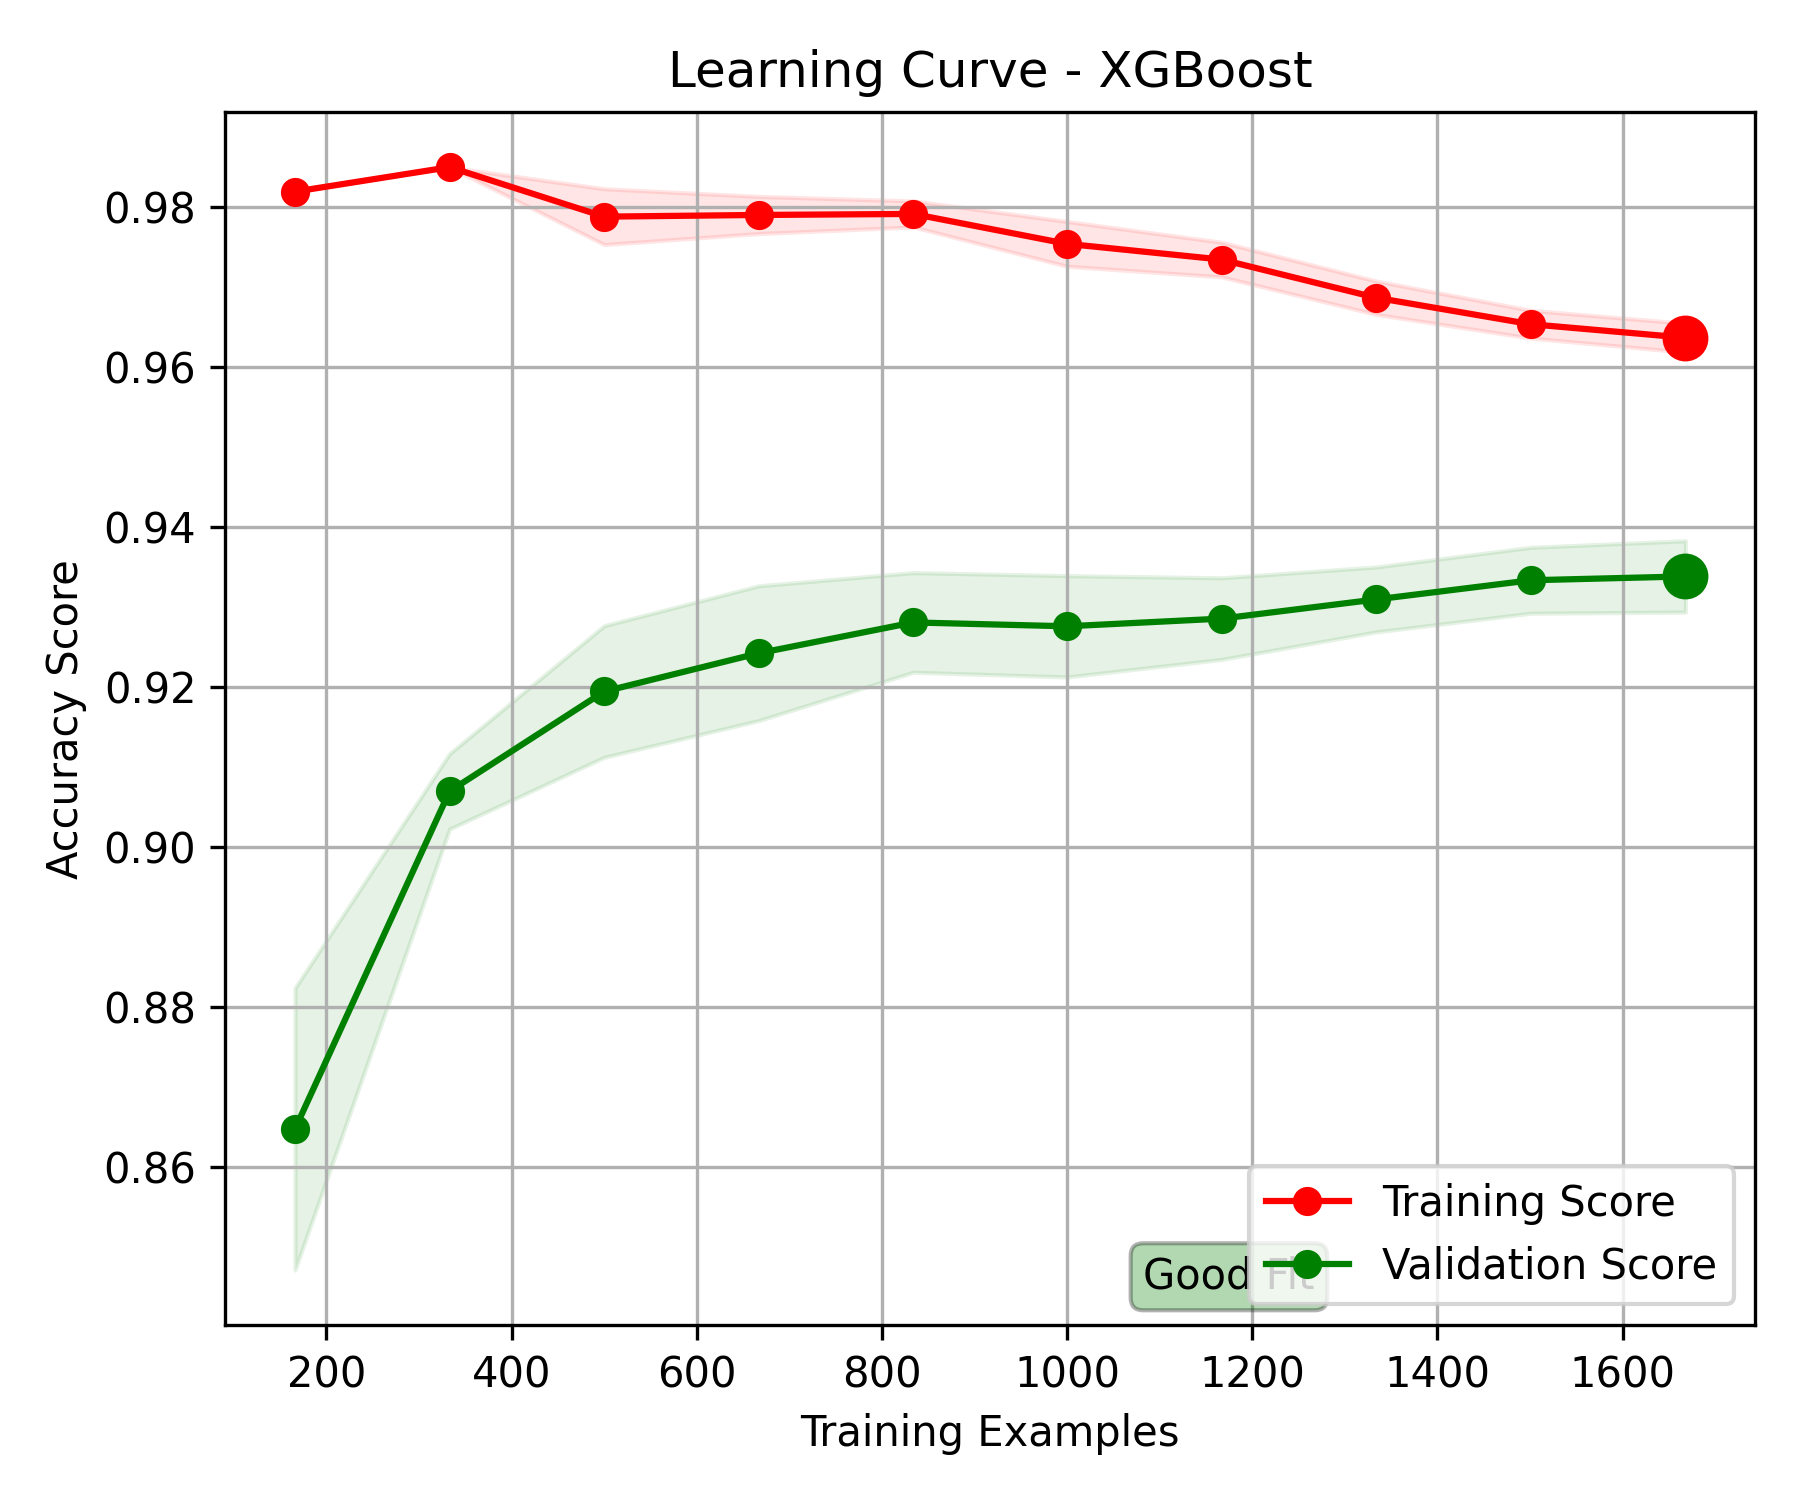 Learning Curve - XGBoost
Accuracy Score
0.98
0.96
0.94
0.92
0.90
0.88
0.86
Training Score
Validation Score
Good Fit
200 400 600 800 1000 1200 1400 1600
Training Examples